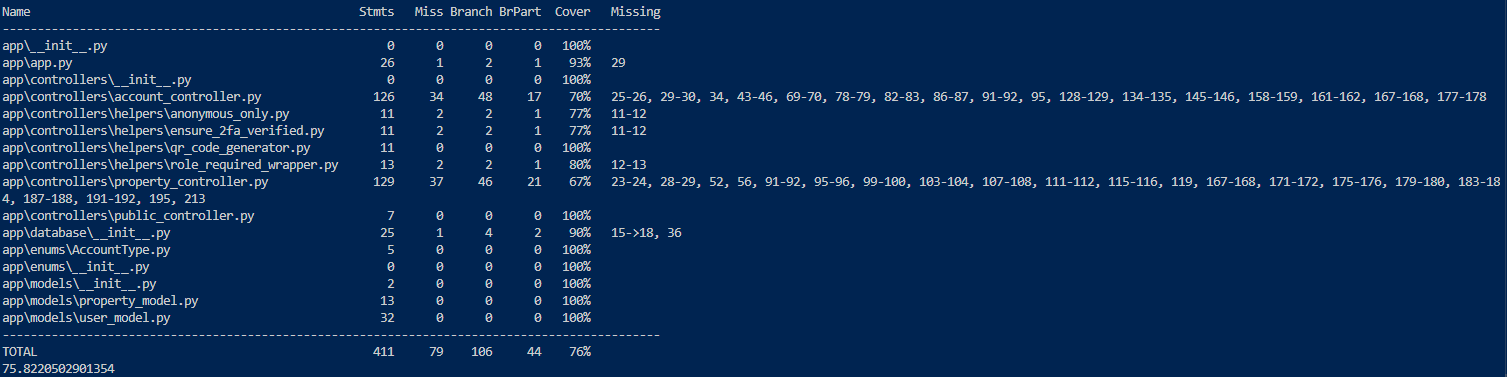 Name                                            Stmts   Miss Branch BrPart  Cover   Missing
----------------------------------------------------------------------------------------------
app\__init__.py                                     0      0      0      0   100%
app\app.py                                         26      1      2      1    93%   29
app\controllers\__init__.py                         0      0      0      0   100%
app\controllers\account_controller.py             126     34     48     17    70%   25-26, 29-30, 34, 43-46, 69-70, 78-79, 82-83, 86-87, 91-92, 95, 128-129, 134-135, 145-146, 158-159, 161-162, 167-168, 177-178
app\controllers\helpers\anonymous_only.py          11      2      2      1    77%   11-12
app\controllers\helpers\ensure_2fa_verified.py     11      2      2      1    77%   11-12
app\controllers\helpers\qr_code_generator.py       11      0      0      0   100%
app\controllers\helpers\role_required_wrapper.py   13      2      2      1    80%   12-13
app\controllers\property_controller.py            129     37     46     21    67%   23-24, 28-29, 52, 56, 91-92, 95-96, 99-100, 103-104, 107-108, 111-112, 115-116, 119, 167-168, 171-172, 175-176, 179-180, 183-18
4, 187-188, 191-192, 195, 213
app\controllers\public_controller.py                7      0      0      0   100%
app\database\__init__.py                           25      1      4      2    90%   15->18, 36
app\enums\AccountType.py                            5      0      0      0   100%
app\enums\__init__.py                               0      0      0      0   100%
app\models\__init__.py                              2      0      0      0   100%
app\models\property_model.py                       13      0      0      0   100%
app\models\user_model.py                           32      0      0      0   100%
----------------------------------------------------------------------------------------------
TOTAL                                             411     79    106     44    76%
75.8220502901354